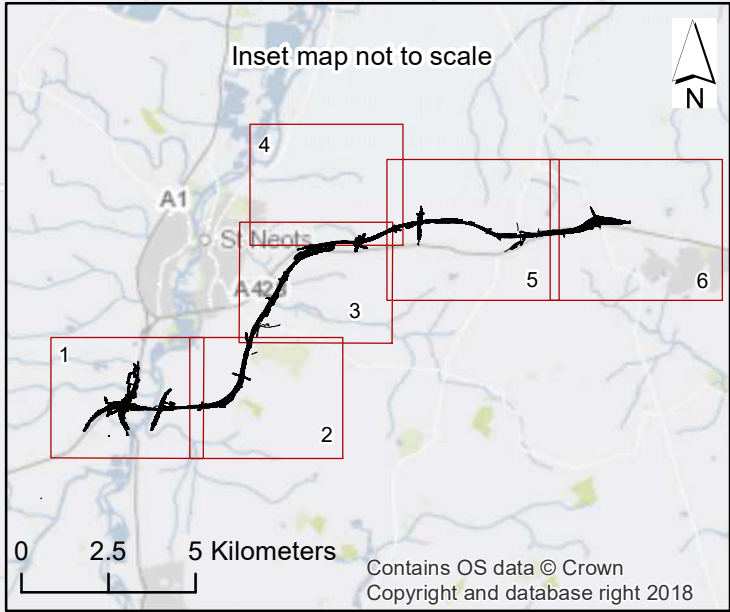 Inset map not to scale
N
4
A1
St Neots
A428
5
6
3
1
2
0 2.5 5 Kilometers
Contains OS data © Crown
Copyright and database right 2018